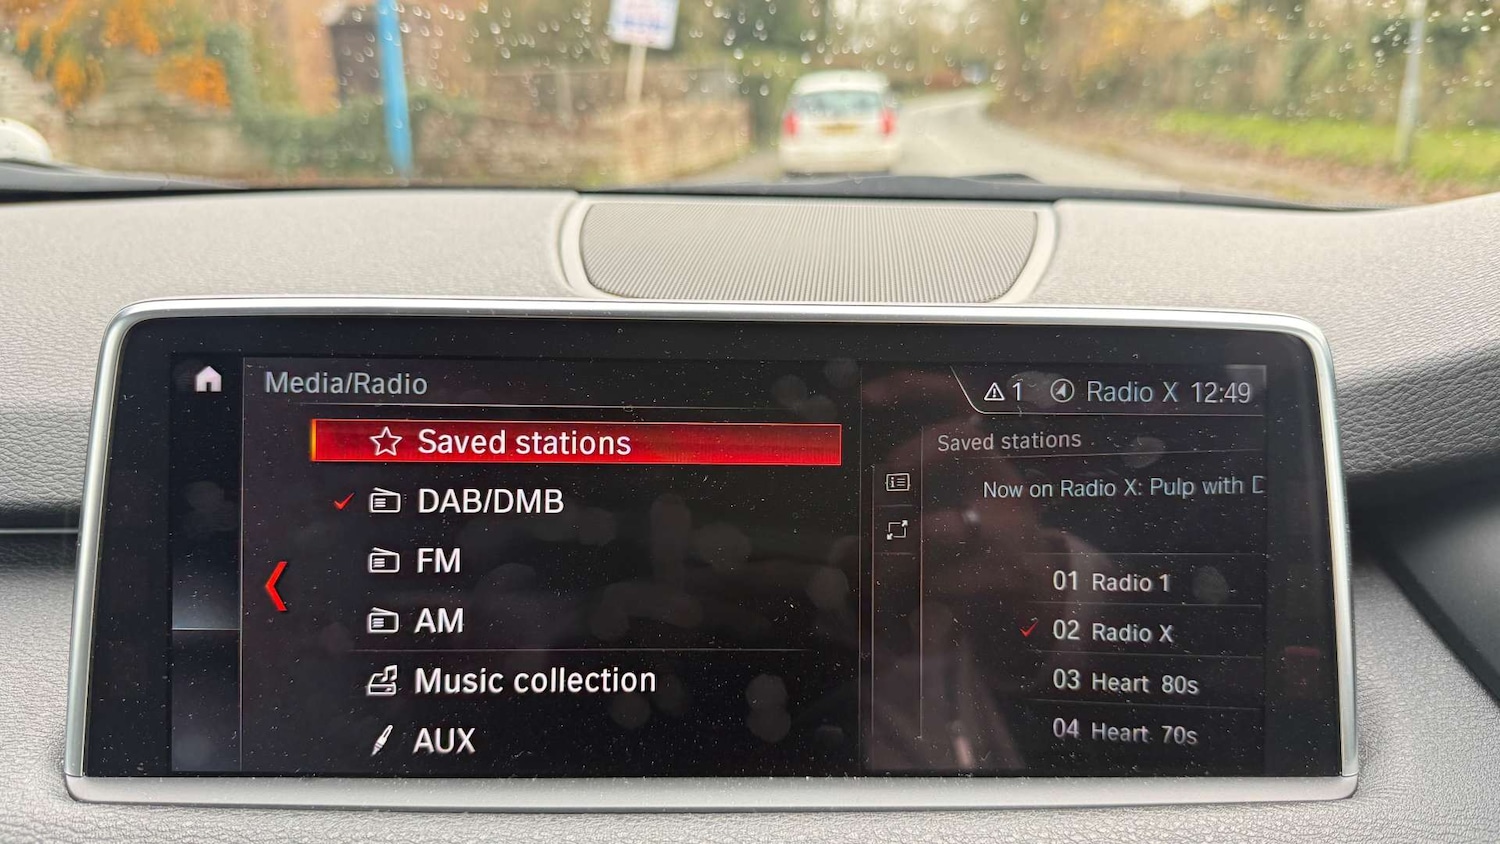 Media/Radio
1 Radio X 12:49
Saved stations
DAB/DMB
FM
AM
Music collection
AUX
Saved stations
Now on Radio X: Pulp with
01 Radio 1
02 Radio X
03 Heart 80s
04 Heart 70s